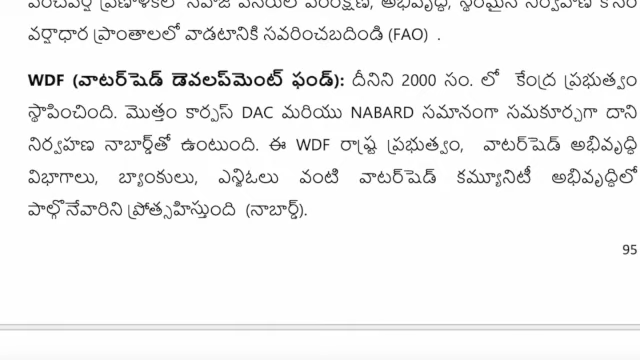 వర్షాధార ప్రాంతాలలో వాడటానికి సవరించబదిండి (FAO) .
WDF (వాటర్‌షెడ్ డెవలప్‌మెంట్ ఫండ్): దీనిని 2000 సం. లో కేంద్ర ప్రభుత్వం
స్థాపించింది. మొత్తం కార్పస్ DAC మరియు NABARD సమానంగా సమకూర్చగా దాని
నిర్వహణ నాబార్డ్‌తో ఉంటుంది. ఈ WDF రాష్ట్ర ప్రభుత్వం, వాటర్‌షెడ్ అభివృద్ధి
విభాగాలు, బ్యాంకులు, ఎన్జిఓలు వంటి వాటర్‌షెడ్ కమ్యూనిటీ అభివృద్ధిలో
పాల్గొనేవారిని ప్రోత్సహిస్తుంది (నాబార్డ్).
95